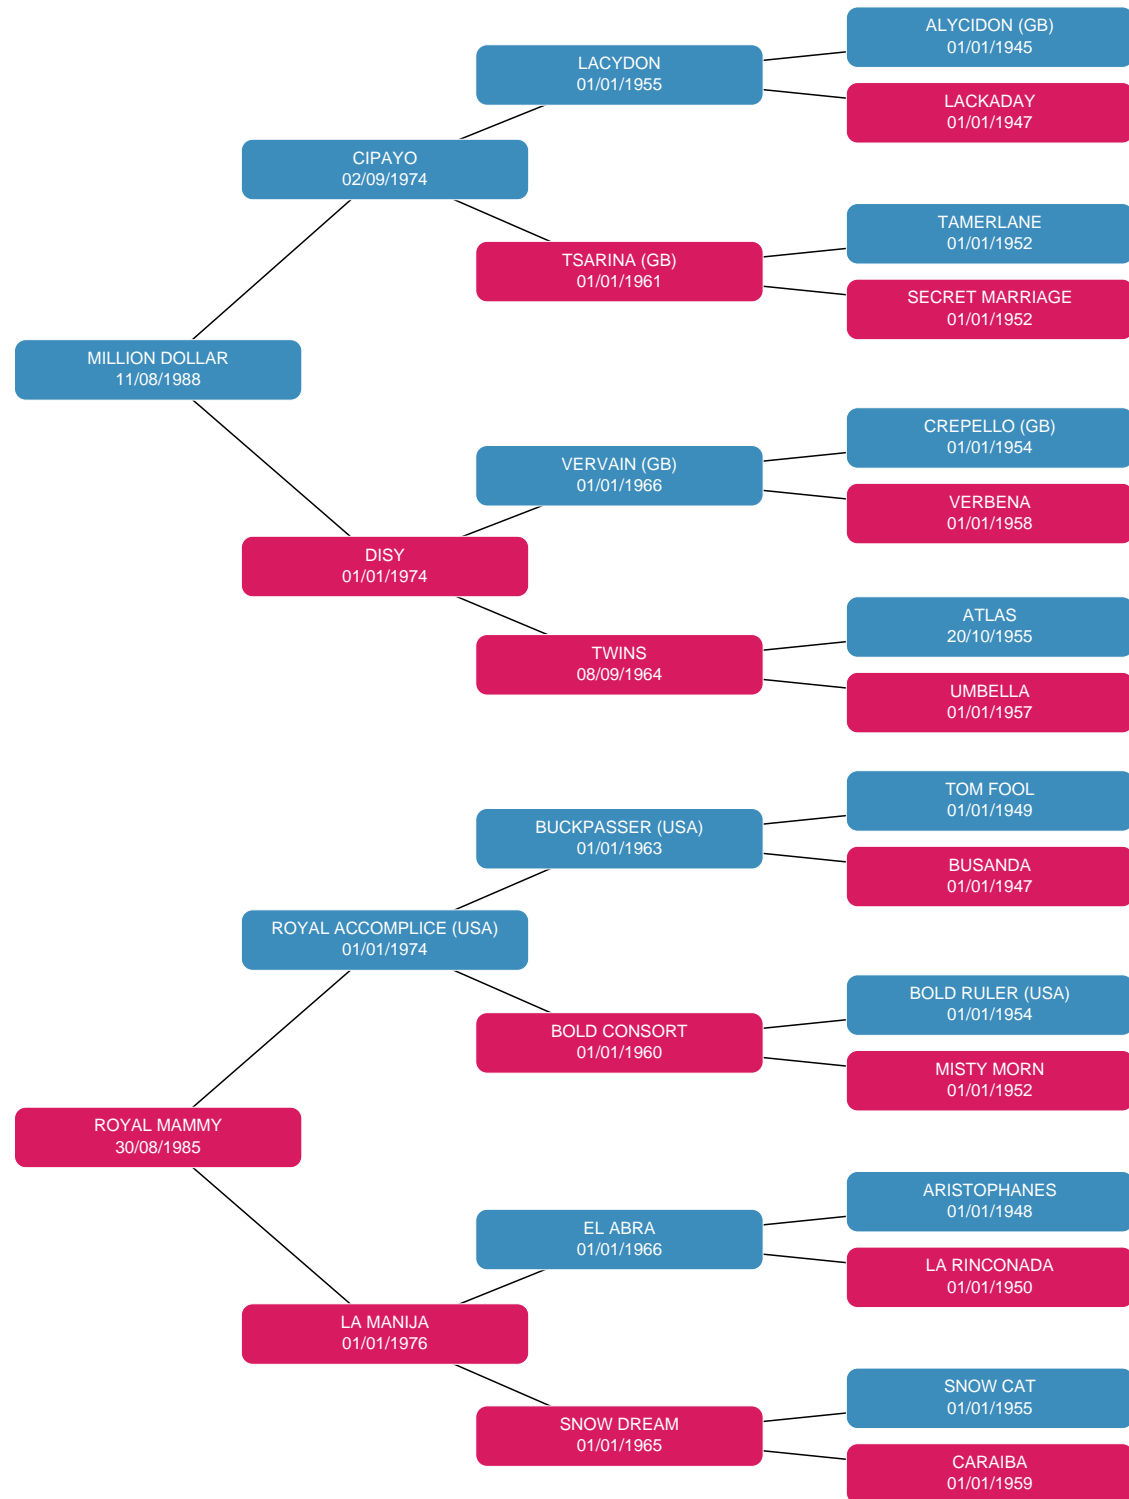 ALYCIDON (GB)
01/01/1945
LACYDON
01/01/1955
LACKADAY
01/01/1947
CIPAYO
02/09/1974
TAMERLANE
01/01/1952
TSARINA (GB)
01/01/1961
SECRET MARRIAGE
01/01/1952
MILLION DOLLAR
11/08/1988
CREPELLO (GB)
01/01/1954
VERVAIN (GB)
01/01/1966
VERBENA
01/01/1958
DISY
01/01/1974
ATLAS
20/10/1955
TWINS
08/09/1964
UMBELLA
01/01/1957
TOM FOOL
01/01/1949
BUCKPASSER (USA)
01/01/1963
BUSANDA
01/01/1947
ROYAL ACCOMPLICE (USA)
01/01/1974
BOLD RULER (USA)
01/01/1954
BOLD CONSORT
01/01/1960
MISTY MORN
01/01/1952
ROYAL MAMMY
30/08/1985
ARISTOPHANES
01/01/1948
EL ABRA
01/01/1966
LA RINCONADA
01/01/1950
LA MANIJA
01/01/1976
SNOW CAT
01/01/1955
SNOW DREAM
01/01/1965
CARAIBA
01/01/1959